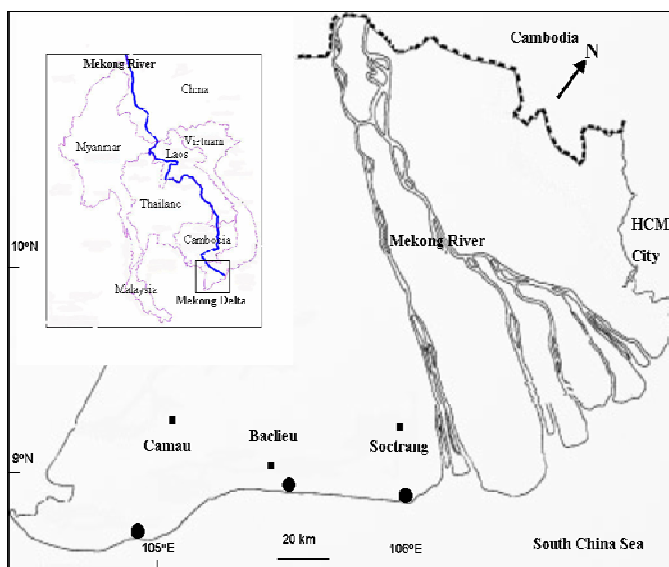 Cambodia
N
Mekong River
China
Myanmar
Vietnam
Laos
Thailand
Cambodia
Malaysia
Mekong Delta
10°N
Mekong River
HCM
City
Camau
Baclieu
Soctrang
9°N
105°E
20 km
106°E
South China Sea